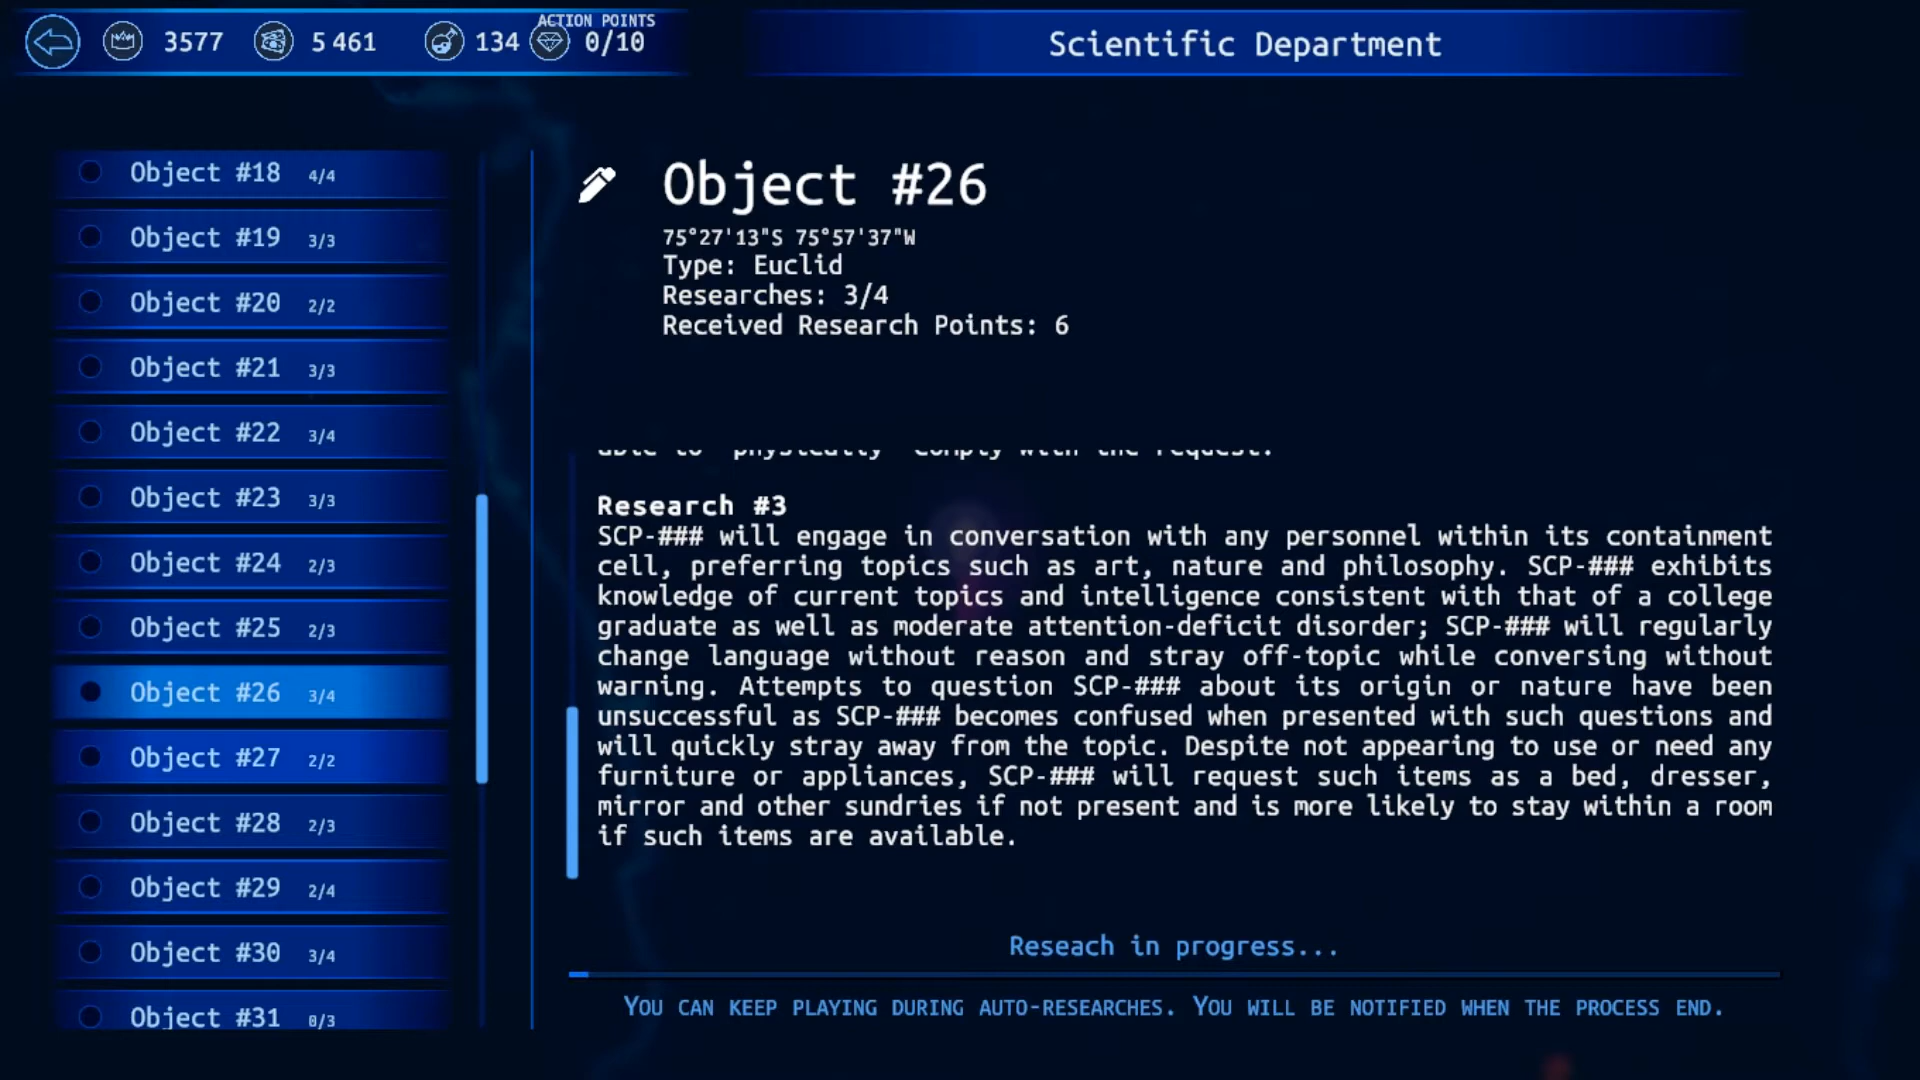 ACTION POINTS
3577 5 461 134 0/10
Scientific Department
Object #18 4/4
Object #19 3/3
Object #20 2/2
Object #21 3/3
Object #22 3/4
Object #23 3/3
Object #24 2/3
Object #25 2/3
Object #26 3/4
Object #27 2/2
Object #28 2/3
Object #29 2/4
Object #30 3/4
Object #31 0/3
Object #26
75°27'13"S 75°57'37"W
Type: Euclid
Researches: 3/4
Received Research Points: 6
able to "physically" comply with the request.
Research #3
SCP-### will engage in conversation with any personnel within its containment
cell, preferring topics such as art, nature and philosophy. SCP-### exhibits
knowledge of current topics and intelligence consistent with that of a college
graduate as well as moderate attention-deficit disorder; SCP-### will regularly
change language without reason and stray off-topic while conversing without
warning. Attempts to question SCP-### about its origin or nature have been
unsuccessful as SCP-### becomes confused when presented with such questions and
will quickly stray away from the topic. Despite not appearing to use or need any
furniture or appliances, SCP-### will request such items as a bed, dresser,
mirror and other sundries if not present and is more likely to stay within a room
if such items are available.
Reseach in progress...
YOU CAN KEEP PLAYING DURING AUTO-RESEARCHES. YOU WILL BE NOTIFIED WHEN THE PROCESS END.